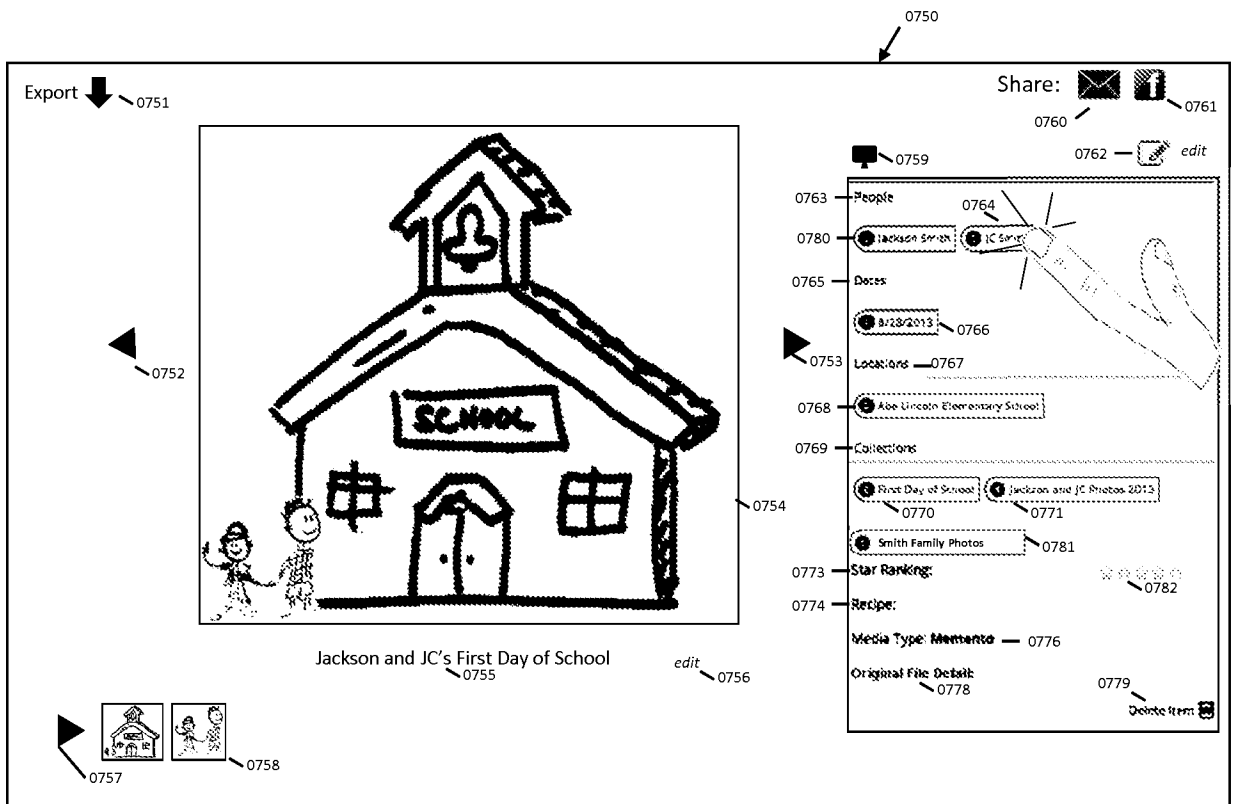 0750
Export
0751
Share:
f
0760
0761
0759
0762
edit
0763
People
0764
0780
Jackson Smith
JC Smi
0765
Dates
8/28/2013
0766
0752
0753
Locations
0767
0768
Abe Lincoln Elementary School
SCHOOL
0769
Collections
First Day of School
Jackson and JC Photos 2013
0754
0770
0771
Smith Family Photos
0781
0773
Star Ranking:
0782
0774
Recipe:
Media Type: Memento
0776
Jackson and JC's First Day of School
edit
0755
0756
Original File Detail:
0778
0779
Delete Item
0757
0758